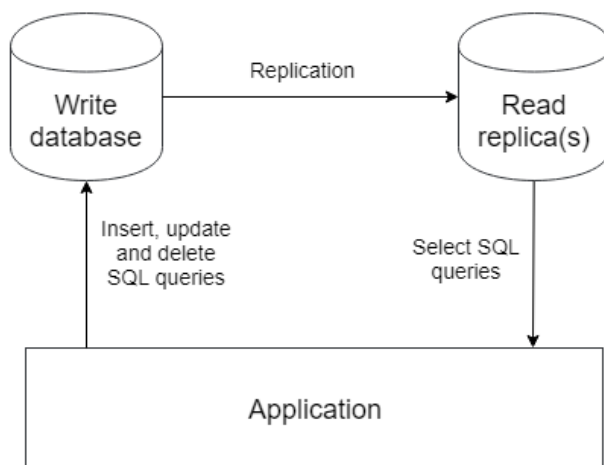 Replication
Write
database
Read
replica(s)
Insert, update
and delete
SQL queries
Select SQL
queries
Application